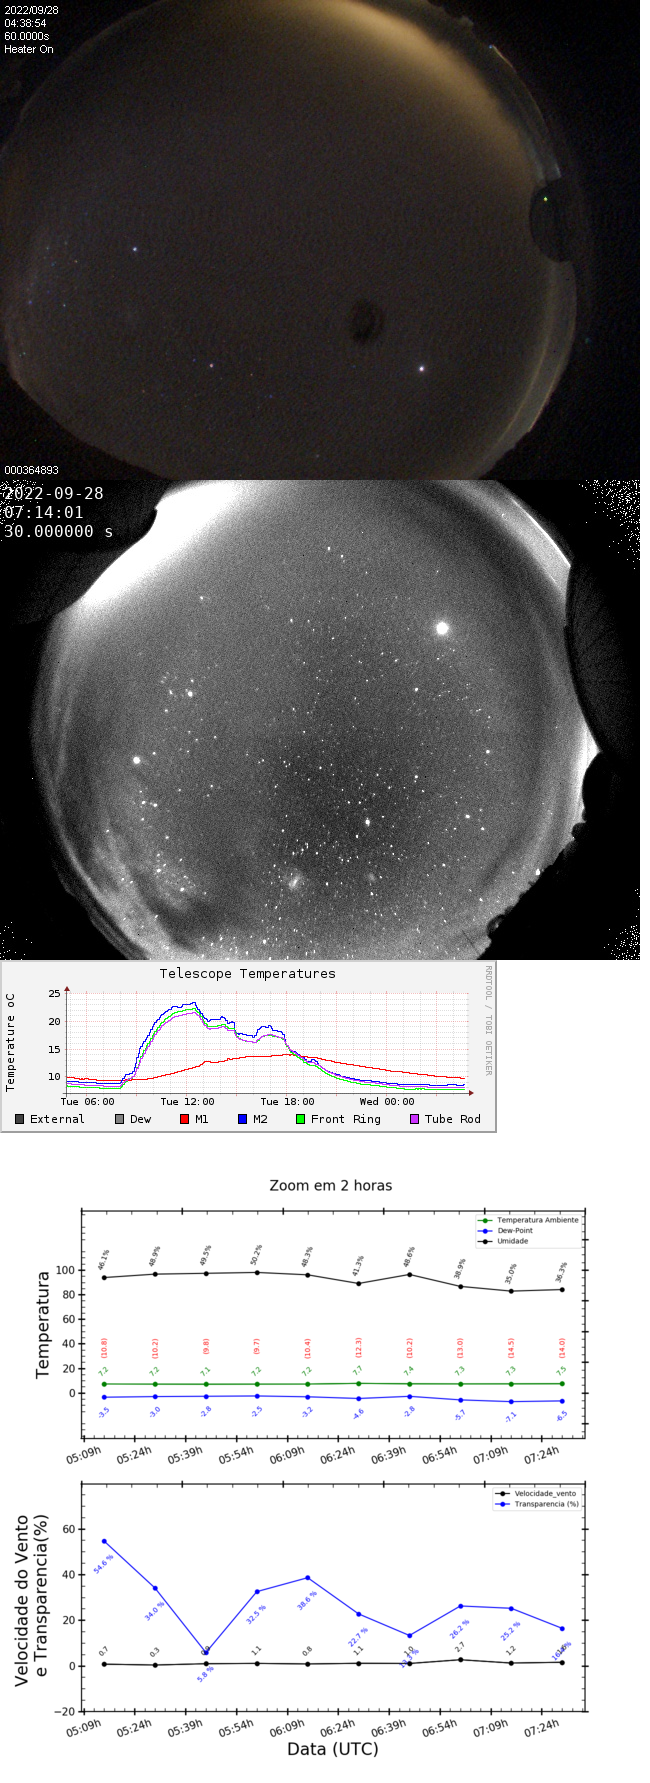 2022/09/28
04:38:54
60.0000s
Heater On
000364893
2022-09-28
07:14:01
30.000000 s
Telescope Temperatures
Temperature oC
25
20
15
10
Tue 06:00 Tue 12:00 Tue 18:00 Wed 00:00
External Dew M1 M2 Front Ring Tube Rod
RRDTOOL / TOBI OETIKER
Zoom em 2 horas
Temperatura Ambiente
Dew-Point
Umidade
Temperatura
100
80
60
40
20
0
46.1% 48.9% 49.5% 50.2% 48.3% 41.3% 48.6% 38.9% 35.0% 36.3%
(10.8) (10.2) (9.8) (9.7) (10.4) (12.3) (10.2) (13.0) (14.5) (14.0)
7.2 7.2 7.1 7.2 7.2 7.7 7.4 7.3 7.3 7.5
-3.5 -3.0 -2.8 -2.5 -3.2 -4.6 -2.8 -5.7 -7.1 -6.5
05:09h 05:24h 05:39h 05:54h 06:09h 06:24h 06:39h 06:54h 07:09h 07:24h
Velocidade_vento
Transparencia (%)
Velocidade do Vento
e Transparencia(%)
60
40
20
0
−20
54.6 % 34.0 % 5.8 % 32.5 % 38.6 % 22.7 % 26.2 % 25.2 %
0.7 0.3 1.1 0.8 1.1 1.0 2.7 1.2
05:09h 05:24h 05:39h 05:54h 06:09h 06:24h 06:39h 06:54h 07:09h 07:24h
Data (UTC)